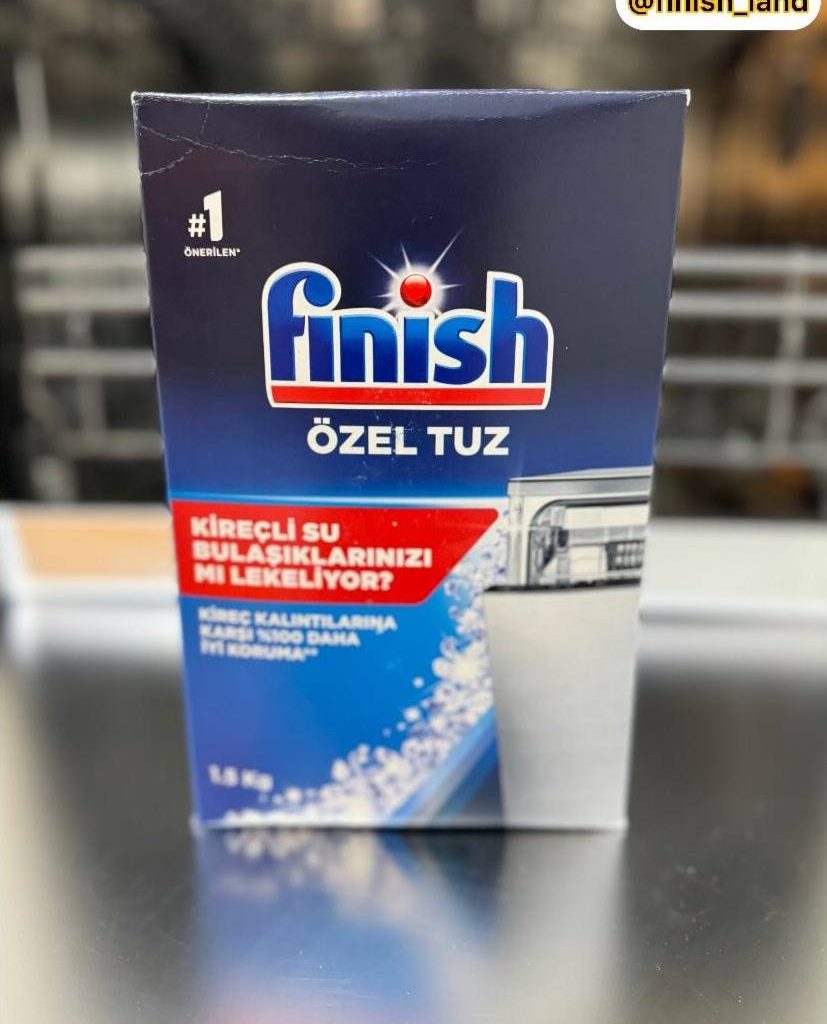 @finish_land
#1
ÖNERİLEN*
finish
ÖZEL TUZ
KİREÇLİ SU
BULAŞIKLARINIZI
MI LEKELİYOR?
KİREÇ KALINTILARINA
KARŞI %100 DAHA
İYİ KORUMA**
1.5 Kg